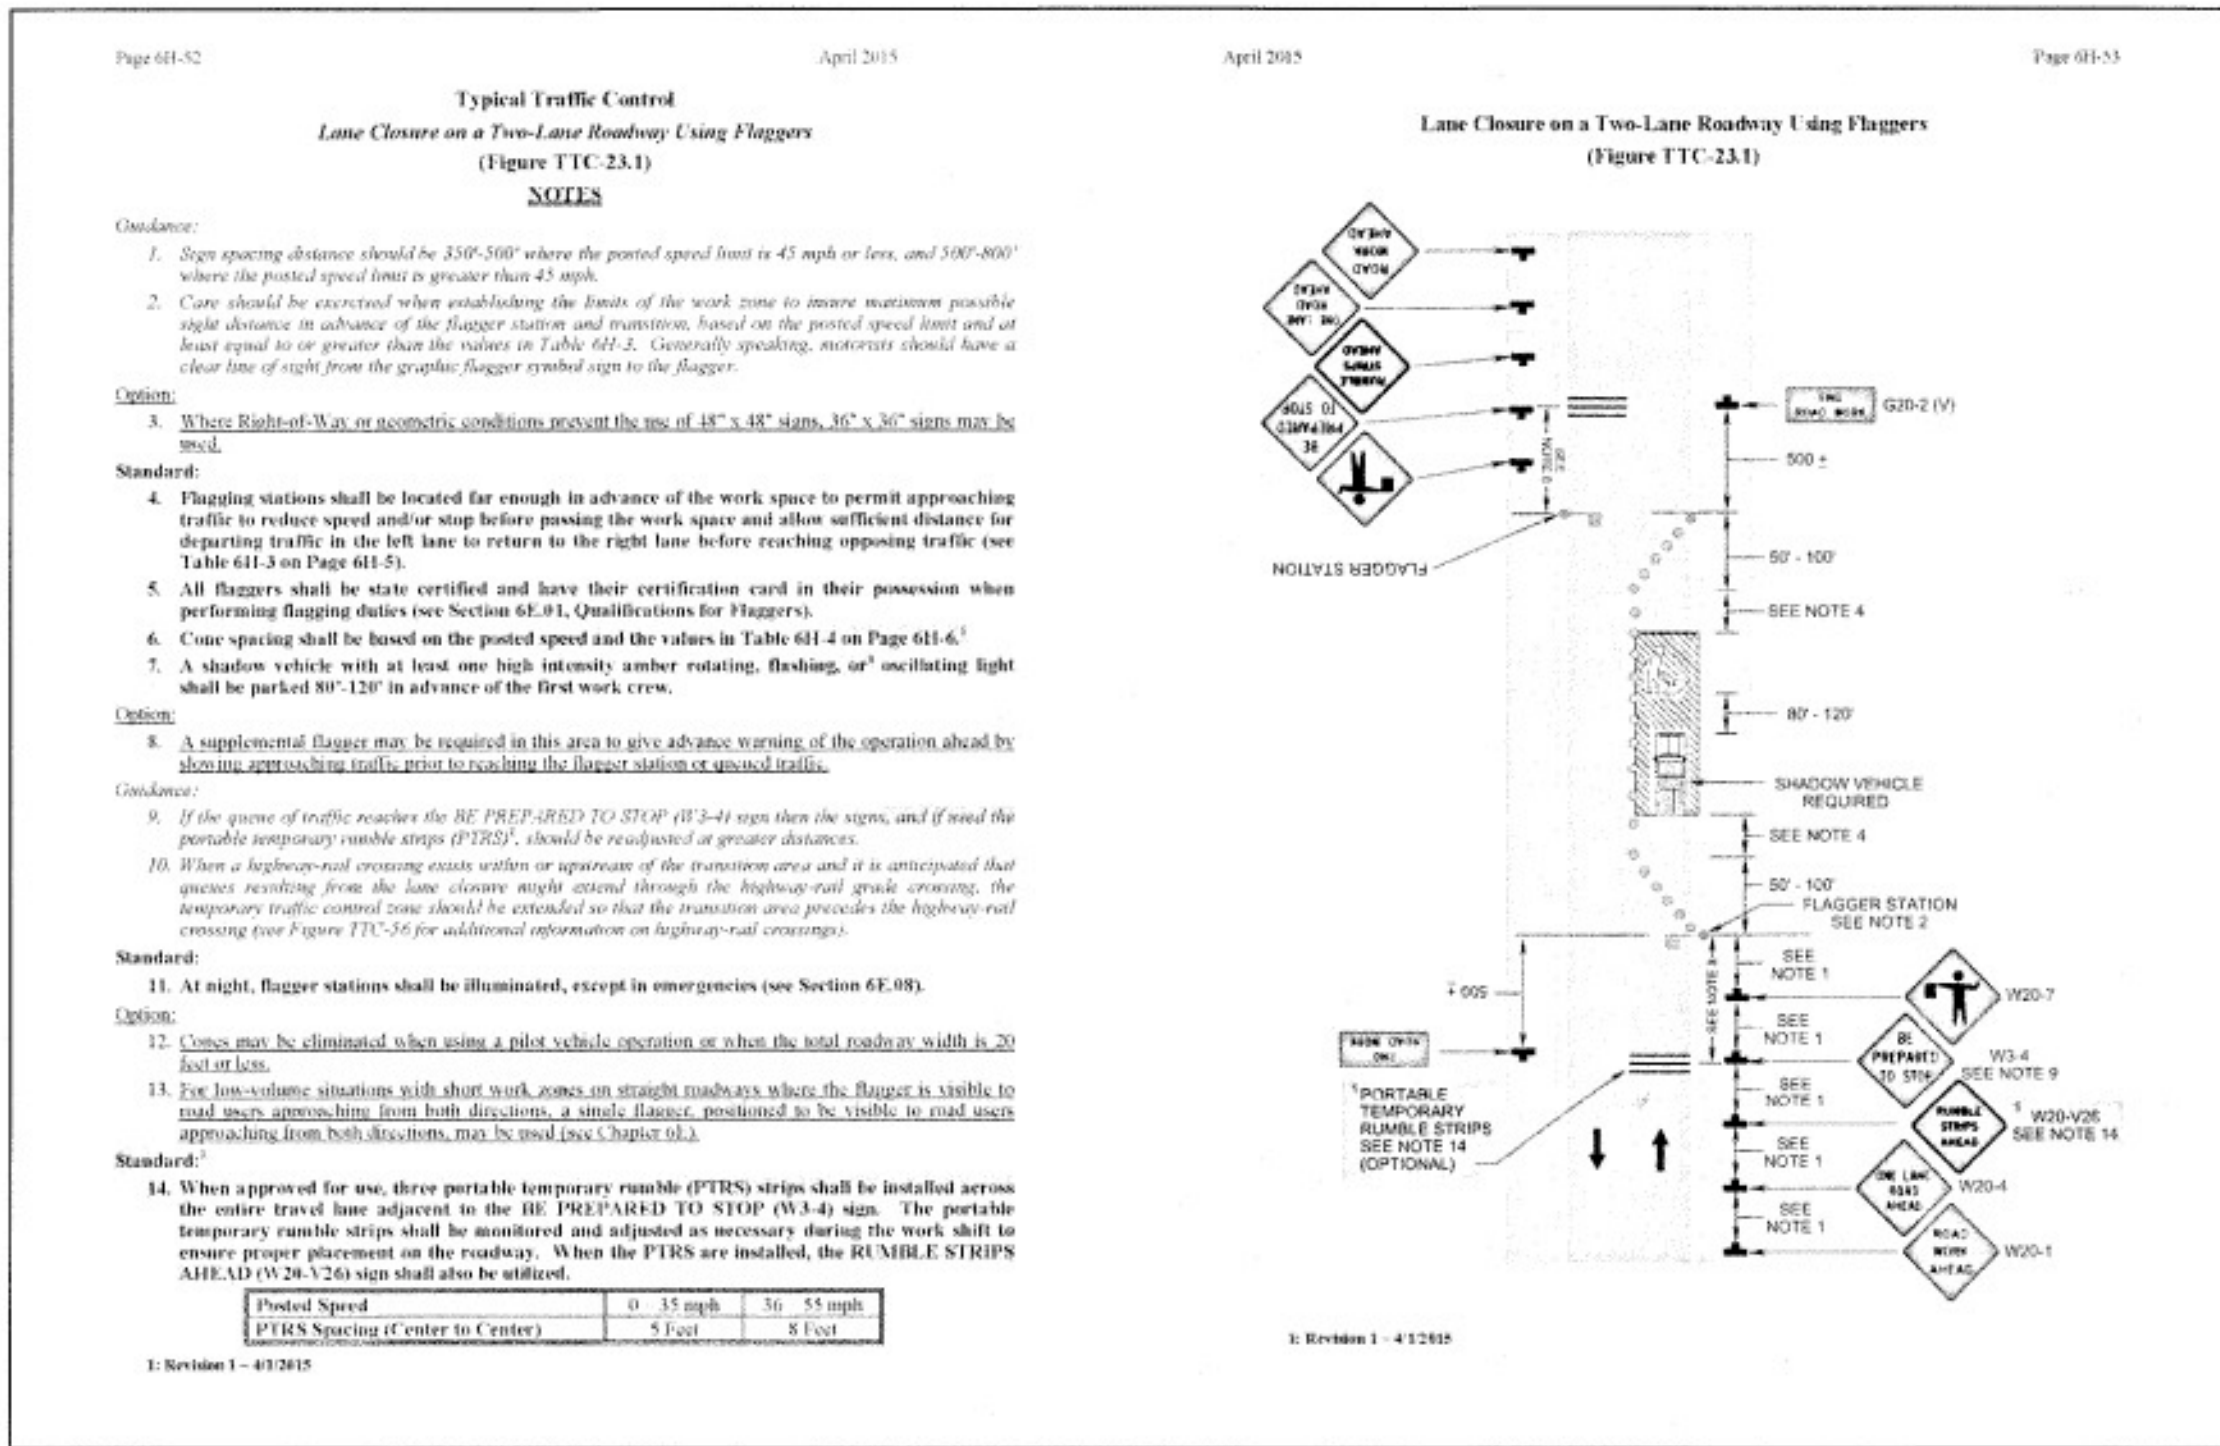 Page 6H-52 April 2015
Typical Traffic Control
Lane Closure on a Two-Lane Roadway Using Flaggers
(Figure TTC-23.1)
NOTES
Guidance:
1. Sign spacing distance should be 350'-500' where the posted speed limit is 45 mph or less, and 500'-800'
where the posted speed limit is greater than 45 mph.
2. Care should be exercised when establishing the limits of the work zone to insure maximum possible
sight distance in advance of the flagger station and transition, based on the posted speed limit and at
least equal to or greater than the values in Table 6H-3. Generally speaking, motorists should have a
clear line of sight from the graphic flagger symbol sign to the flagger.
Option:
3. Where Right-of-Way or geometric conditions prevent the use of 48" x 48" signs, 36" x 36" signs may be
used.
Standard:
4. Flagging stations shall be located far enough in advance of the work space to permit approaching
traffic to reduce speed and/or stop before passing the work space and allow sufficient distance for
departing traffic in the left lane to return to the right lane before reaching opposing traffic (see
Table 6H-3 on Page 6H-5).
5. All flaggers shall be state certified and have their certification card in their possession when
performing flagging duties (see Section 6E.01, Qualifications for Flaggers).
6. Cone spacing shall be based on the posted speed and the values in Table 6H-4 on Page 6H-6.
7. A shadow vehicle with at least one high intensity amber rotating, flashing, or oscillating light
shall be parked 80'-120' in advance of the first work crew.
Option:
8. A supplemental flagger may be required in this area to give advance warning of the operation ahead by
slowing approaching traffic prior to reaching the flagger station or queued traffic.
Guidance:
9. If the queue of traffic reaches the BE PREPARED TO STOP (W3-4) sign then the signs, and if used the
portable temporary rumble strips (PTRS), should be readjusted at greater distances.
10. When a highway-rail crossing exists within or upstream of the transition area and it is anticipated that
queues resulting from the lane closure might extend through the highway-rail grade crossing, the
temporary traffic control zone should be extended so that the transition area precedes the highway-rail
crossing (see Figure TTC-56 for additional information on highway-rail crossings).
Standard:
11. At night, flagger stations shall be illuminated, except in emergencies (see Section 6E.08).
Option:
12. Cones may be eliminated when using a pilot vehicle operation or when the total roadway width is 20
feet or less.
13. For low-volume situations with short work zones on straight roadways where the flagger is visible to
road users approaching from both directions, a single flagger, positioned to be visible to road users
approaching from both directions, may be used (see Chapter 6E.).
Standard:
14. When approved for use, three portable temporary rumble (PTRS) strips shall be installed across
the entire travel lane adjacent to the BE PREPARED TO STOP (W3-4) sign. The portable
temporary rumble strips shall be monitored and adjusted as necessary during the work shift to
ensure proper placement on the roadway. When the PTRS are installed, the RUMBLE STRIPS
AHEAD (W20-V26) sign shall also be utilized.
Posted Speed 0 35 mph 36 55 mph
PTRS Spacing (Center to Center) 5 Feet 8 Feet
1: Revision 1 – 4/1/2015
April 2015 Page 6H-53
Lane Closure on a Two-Lane Roadway Using Flaggers
(Figure TTC-23.1)
ROAD
WORK
AHEAD
ONE LANE
ROAD
AHEAD
RUMBLE
STRIPS
AHEAD
BE
PREPARED
TO STOP
FLAGGER STATION
END
ROAD WORK
G20-2 (V)
500 ±
50' - 100'
SEE NOTE 4
80' - 120'
SHADOW VEHICLE
REQUIRED
SEE NOTE 4
50' - 100'
FLAGGER STATION
SEE NOTE 2
500 ±
END
ROAD WORK
SEE
NOTE 1
W20-7
SEE
NOTE 1
BE
PREPARED
TO STOP
W3-4
SEE NOTE 9
SEE
NOTE 1
RUMBLE
STRIPS
AHEAD
W20-V26
SEE NOTE 14
SEE
NOTE 1
ONE LANE
ROAD
AHEAD
W20-4
SEE
NOTE 1
ROAD
WORK
AHEAD
W20-1
PORTABLE
TEMPORARY
RUMBLE STRIPS
SEE NOTE 14
(OPTIONAL)
1: Revision 1 – 4/1/2015